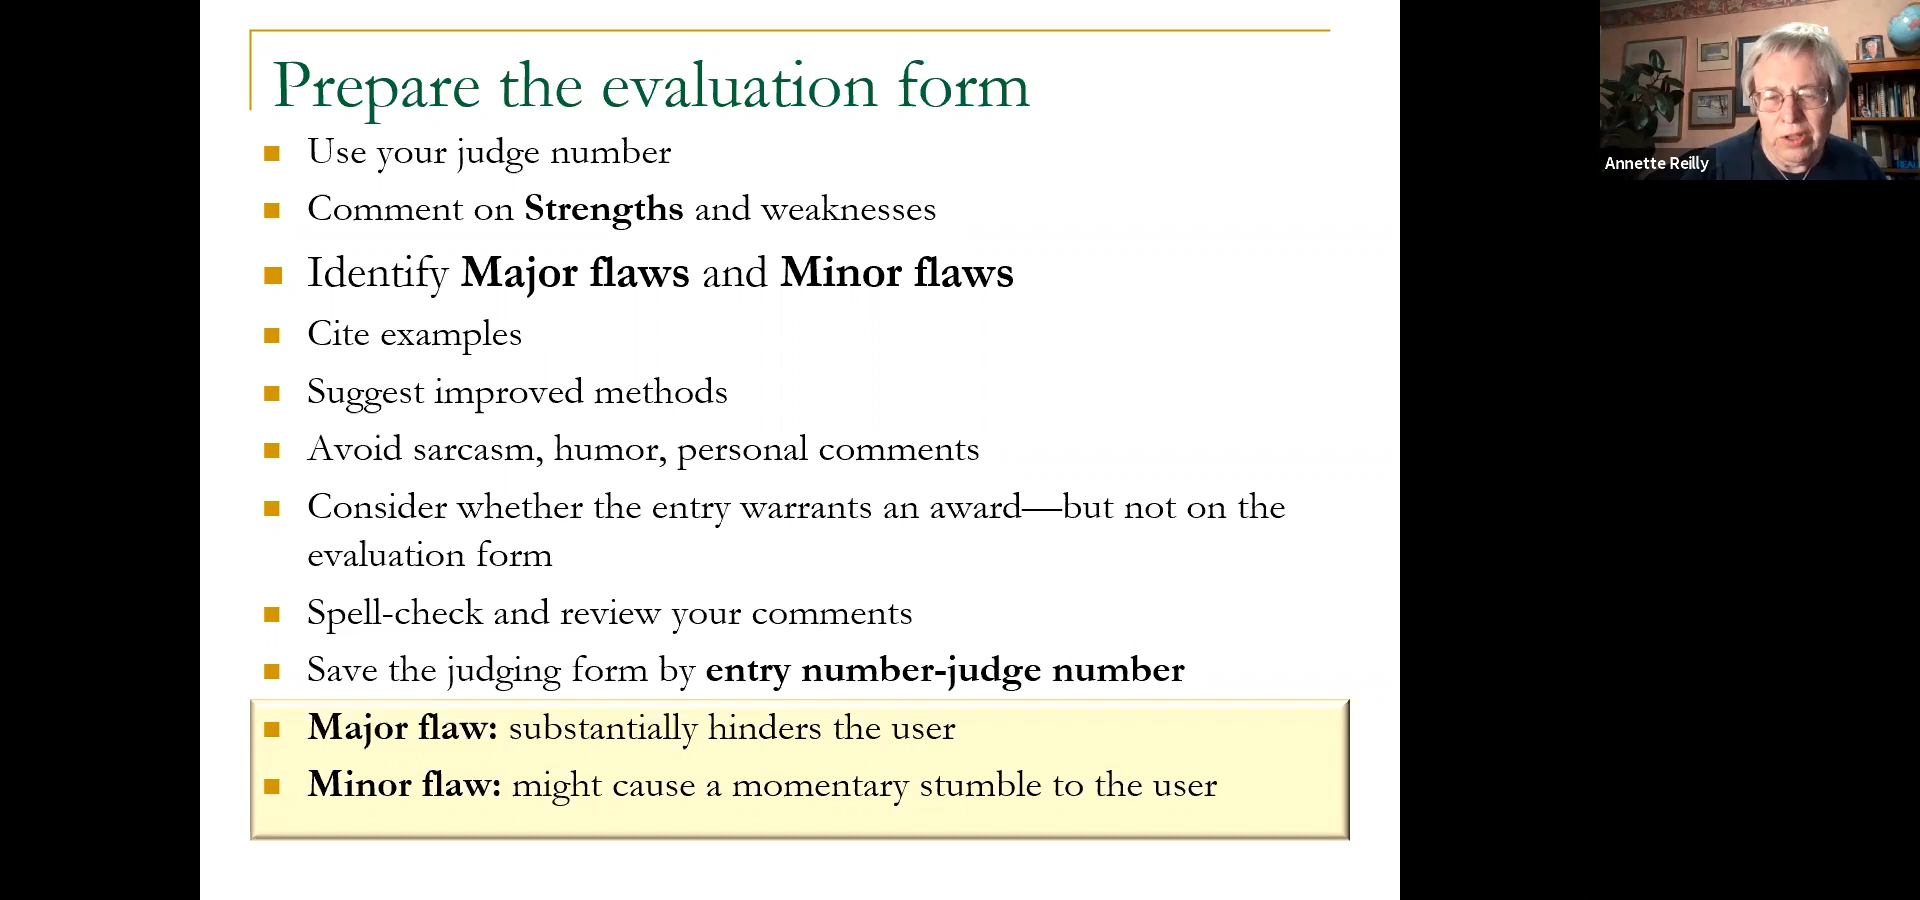 Prepare the evaluation form
Use your judge number
Comment on Strengths and weaknesses
Identify Major flaws and Minor flaws
Cite examples
Suggest improved methods
Avoid sarcasm, humor, personal comments
Consider whether the entry warrants an award—but not on the
evaluation form
Spell-check and review your comments
Save the judging form by entry number-judge number
Major flaw: substantially hinders the user
Minor flaw: might cause a momentary stumble to the user
Annette Reilly